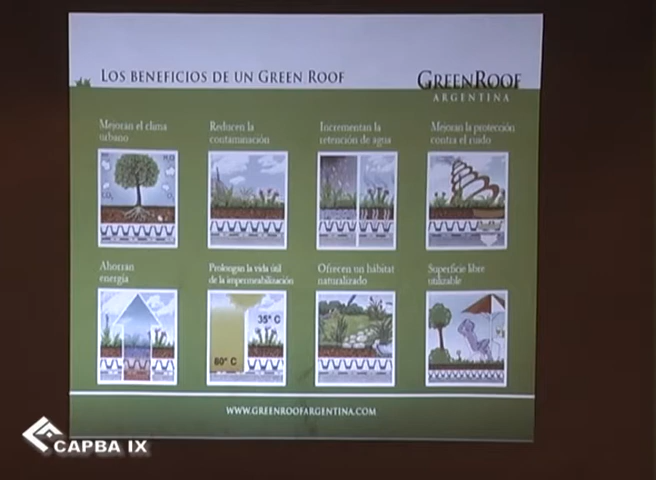 LOS BENEFICIOS DE UN GREEN ROOF
GREENROOF
ARGENTINA
Mejoran el clima
urbano
Reducen la
contaminación
Incrementan la
retención de agua
Mejoran la protección
contra el ruido
CO₂
O₂
Ahorran
energía
Prolongan la vida útil
de la impermeabilización
Ofrecen un hábitat
naturalizado
Superficie libre
utilizable
35° C
80° C
WWW.GREENROOFARGENTINA.COM
CAPBA IX